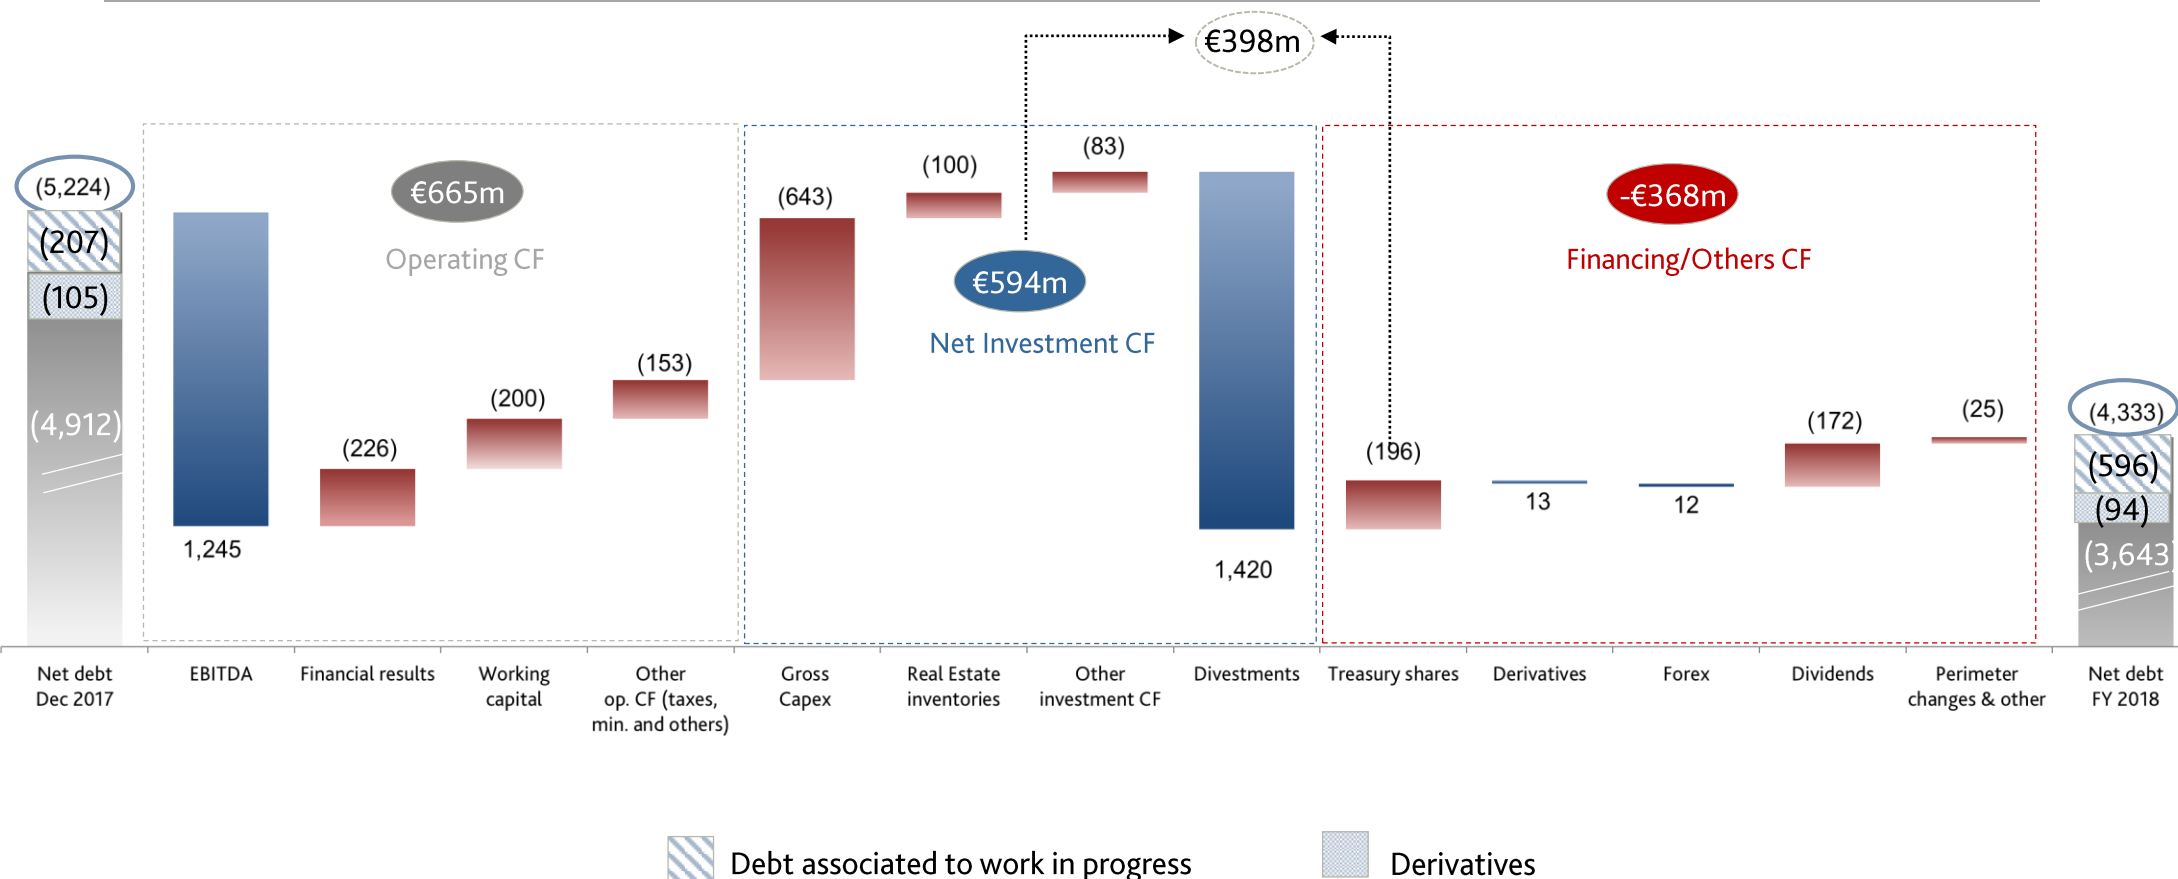 €398m
(5,224)
(207)
(105)
(4,912)
€665m
Operating CF
1,245
(226)
(200)
(153)
(643)
(100)
(83)
€594m
Net Investment CF
1,420
-€368m
Financing/Others CF
(196)
13
12
(172)
(25)
(4,333)
(596)
(94)
(3,643
Net debt
Dec 2017
EBITDA
Financial results
Working
capital
Other
op. CF (taxes,
min. and others)
Gross
Capex
Real Estate
inventories
Other
investment CF
Divestments
Treasury shares
Derivatives
Forex
Dividends
Perimeter
changes & other
Net debt
FY 2018
Debt associated to work in progress
Derivatives